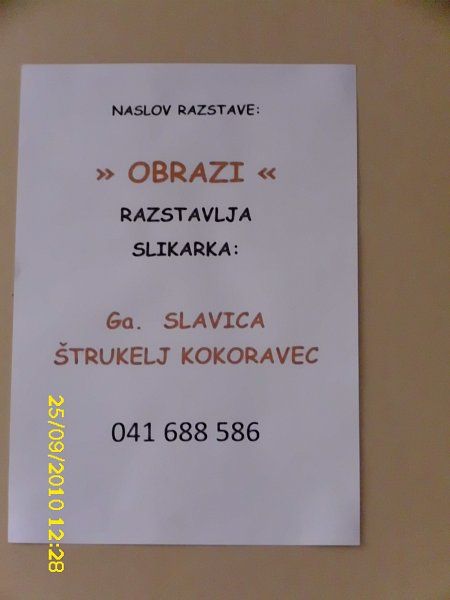 NASLOV RAZSTAVE:
» OBRAZI «
RAZSTAVLJA
SLIKARKA:
Ga. SLAVICA
ŠTRUKELJ KOKORAVEC
041 688 586
25/09/2010 12:28